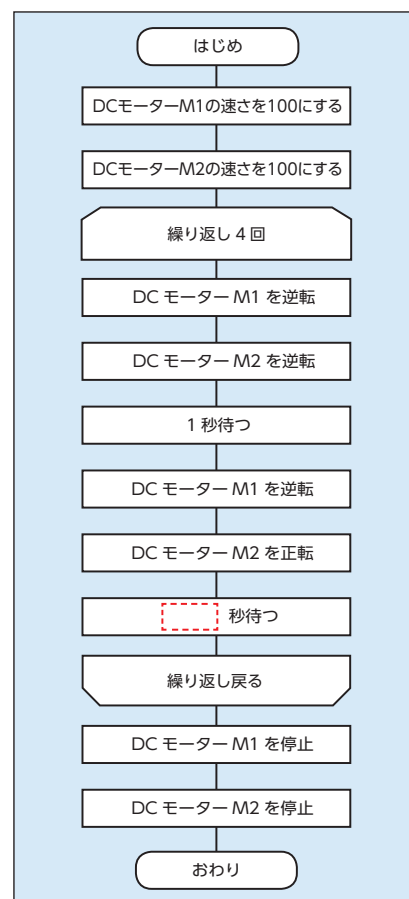 はじめ
DCモーターM1の速さを100にする
DCモーターM2の速さを100にする
繰り返し 4 回
DC モーター M1 を逆転
DC モーター M2 を逆転
1 秒待つ
DC モーター M1 を逆転
DC モーター M2 を正転
秒待つ
繰り返し戻る
DC モーター M1 を停止
DC モーター M2 を停止
おわり